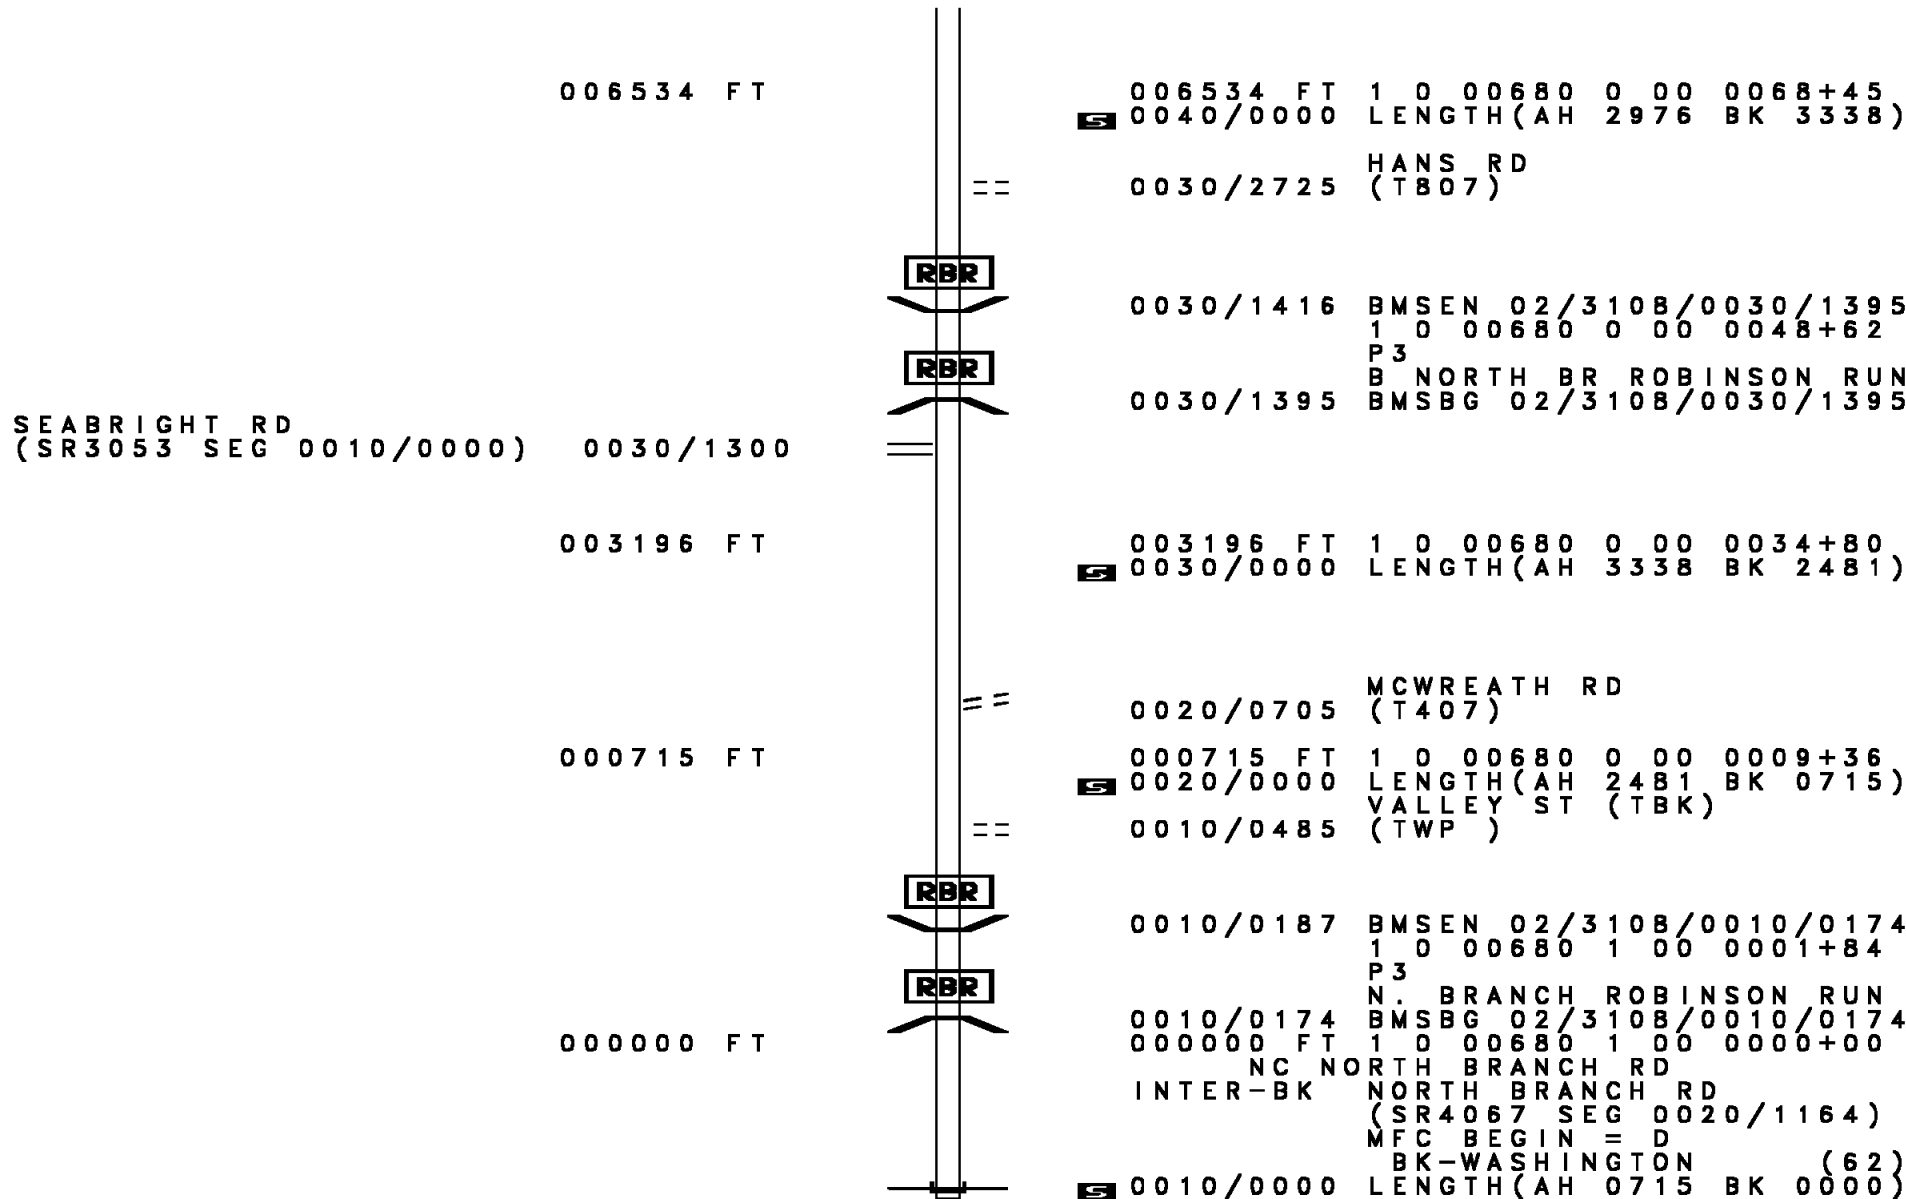 006534 FT 006534 FT 1 0 00680 0 00 0068+45
S 0040/0000 LENGTH(AH 2976 BK 3338)
HANS RD
0030/2725 (T807)
RBR
0030/1416 BMSEN 02/3108/0030/1395
1 0 00680 0 00 0048+62
P3
RBR
B NORTH BR ROBINSON RUN
0030/1395 BMSBG 02/3108/0030/1395
SEABRIGHT RD
(SR3053 SEG 0010/0000) 0030/1300
003196 FT 003196 FT 1 0 00680 0 00 0034+80
S 0030/0000 LENGTH(AH 3338 BK 2481)
MCWREATH RD
0020/0705 (T407)
000715 FT 000715 FT 1 0 00680 0 00 0009+36
S 0020/0000 LENGTH(AH 2481 BK 0715)
VALLEY ST (TBK)
0010/0485 (TWP )
RBR
0010/0187 BMSEN 02/3108/0010/0174
1 0 00680 1 00 0001+84
P3
RBR
N. BRANCH ROBINSON RUN
0010/0174 BMSBG 02/3108/0010/0174
000000 FT 000000 FT 1 0 00680 1 00 0000+00
NC NORTH BRANCH RD
INTER-BK NORTH BRANCH RD
(SR4067 SEG 0020/1164)
MFC BEGIN = D
BK-WASHINGTON (62)
S 0010/0000 LENGTH(AH 0715 BK 0000)